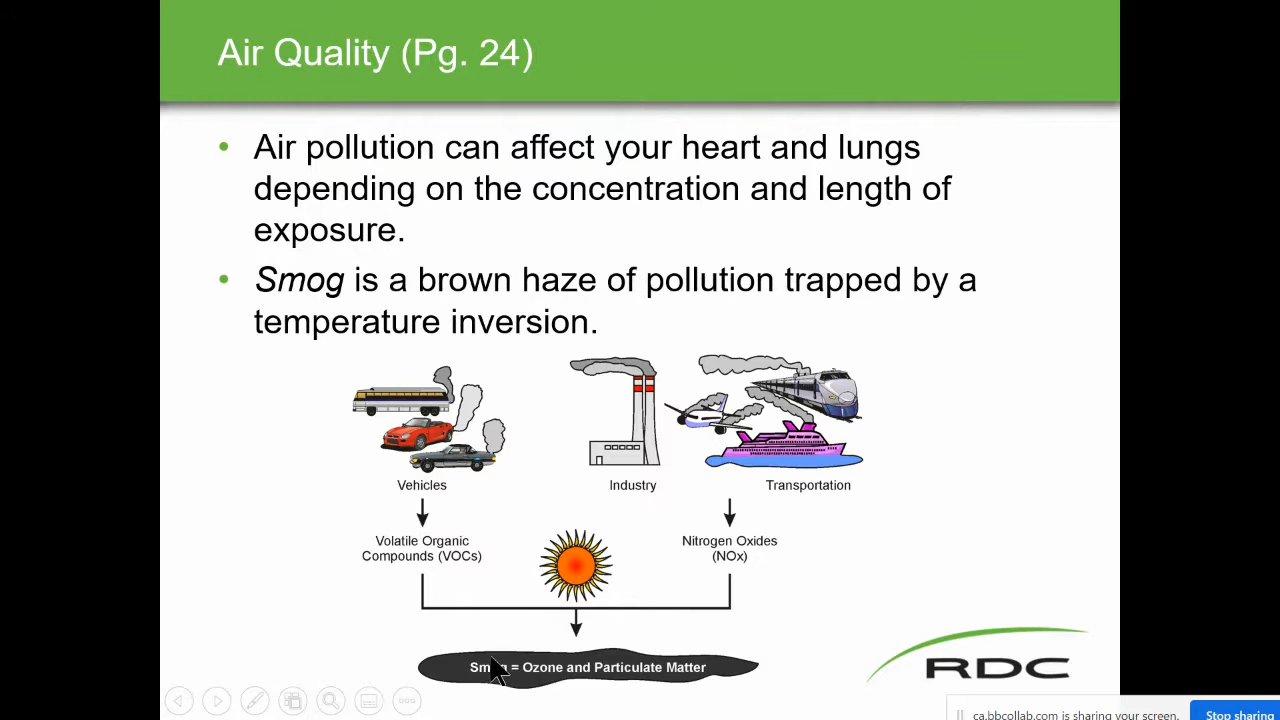 Air Quality (Pg. 24)
• Air pollution can affect your heart and lungs
depending on the concentration and length of
exposure.
• Smog is a brown haze of pollution trapped by a
temperature inversion.
Vehicles
Industry
Transportation
Volatile Organic
Compounds (VOCs)
Nitrogen Oxides
(NOx)
Smog = Ozone and Particulate Matter
RDC
ca.bbcollab.com is sharing your screen.
Stop sharing